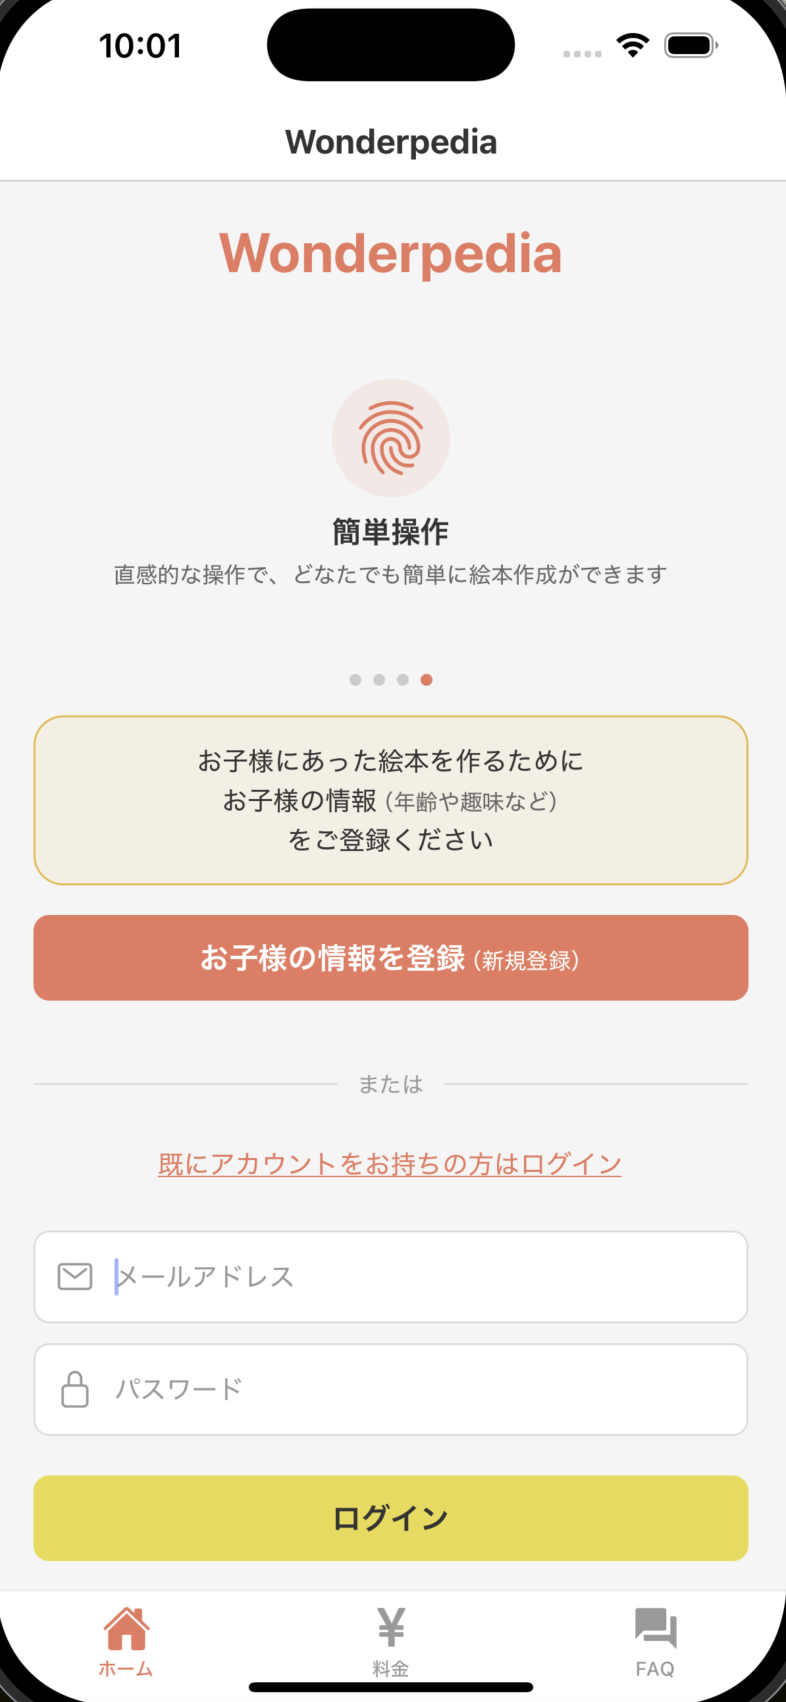 10:01
Wonderpedia
Wonderpedia
簡単操作
直感的な操作で、どなたでも簡単に絵本作成ができます
お子様にあった絵本を作るために
お子様の情報（年齢や趣味など）
をご登録ください
お子様の情報を登録（新規登録）
または
既にアカウントをお持ちの方はログイン
メールアドレス
パスワード
ログイン
¥
ホーム 料金 FAQ